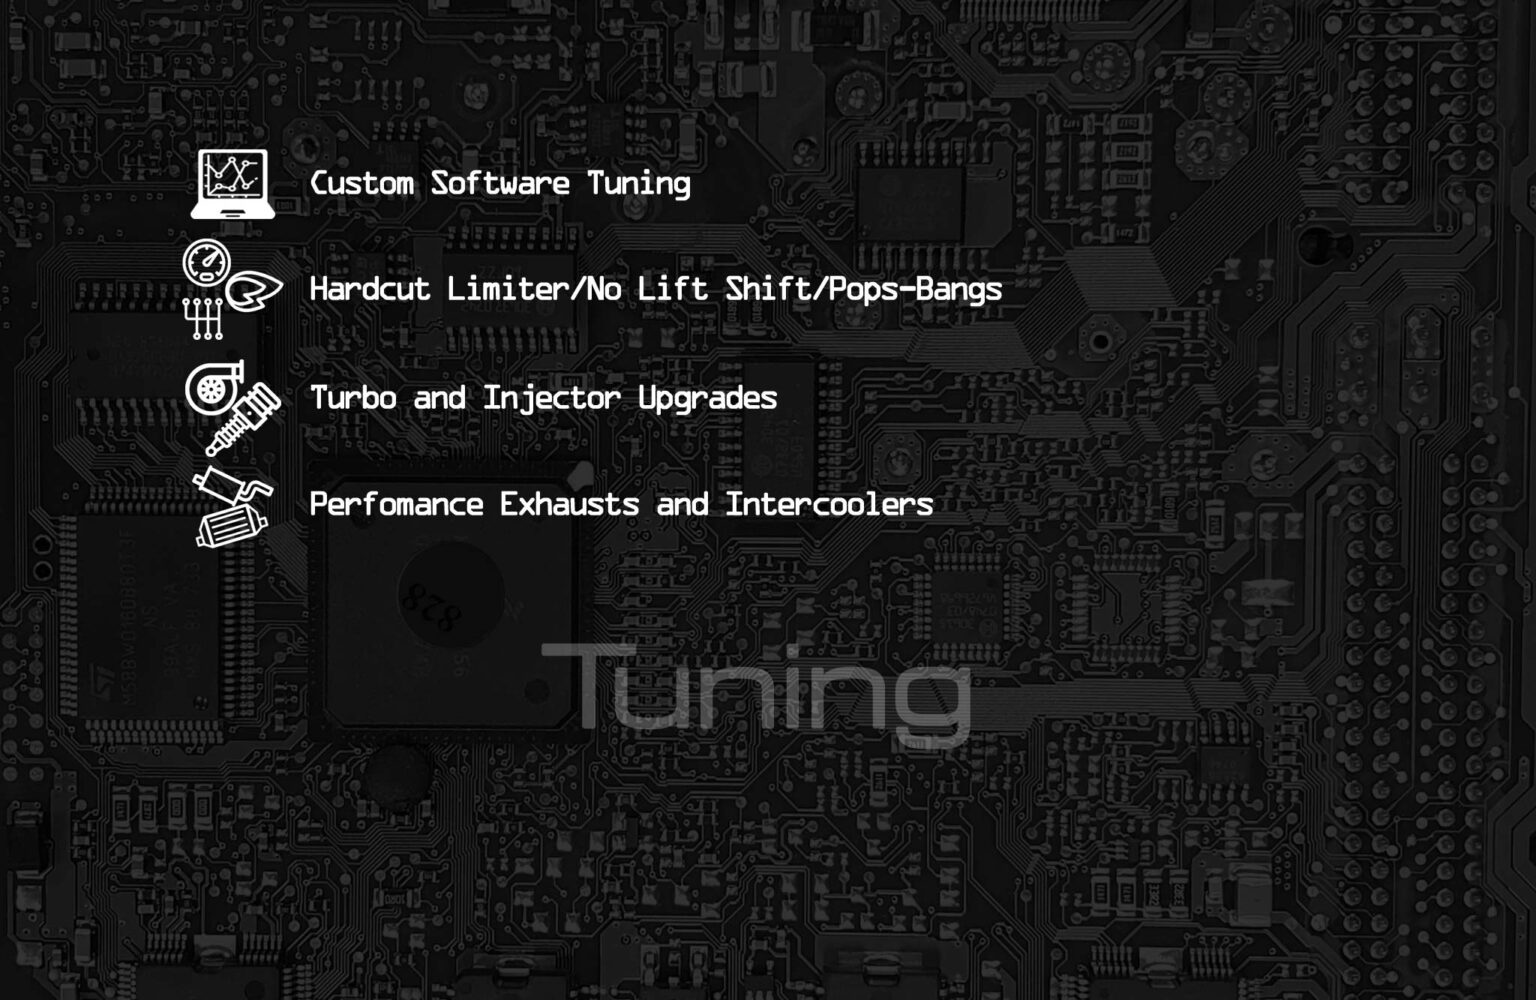 Custom Software Tuning
Hardcut Limiter/No Lift Shift/Pops-Bangs
Turbo and Injector Upgrades
Perfomance Exhausts and Intercoolers
828
Tuning